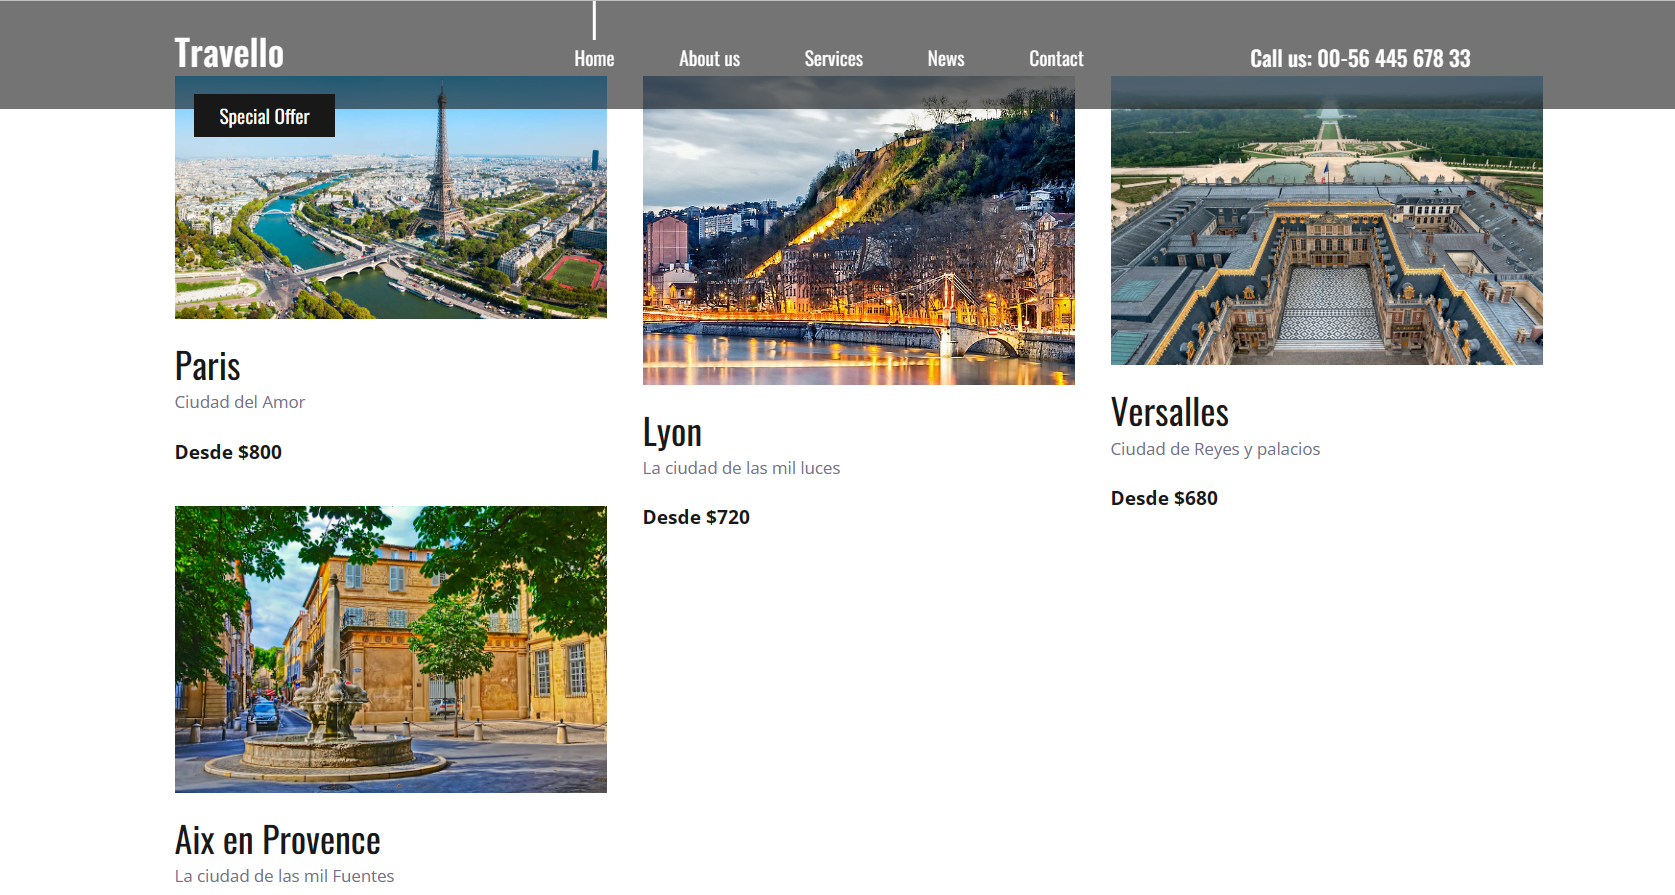 Travello
Home
About us
Services
News
Contact
Call us: 00-56 445 678 33
Special Offer
Paris
Ciudad del Amor
Desde $800
Lyon
La ciudad de las mil luces
Desde $720
Versalles
Ciudad de Reyes y palacios
Desde $680
Aix en Provence
La ciudad de las mil Fuentes